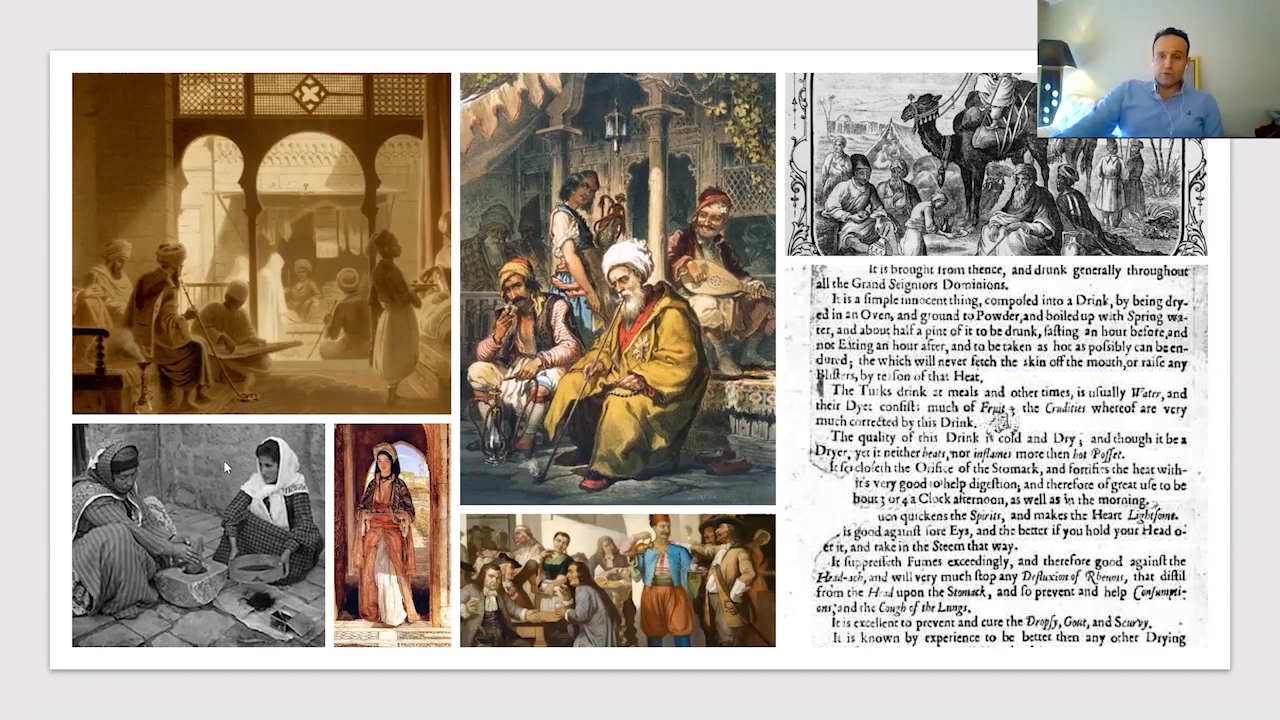 It is brought from thence, and drunk generally throughout
all the Grand Seigniors Dominions.
It is a simple innocent thing, composed into a Drink, by being dry-
ed in an Oven, and ground to Powder, and boiled up with Spring wa-
ter, and about half a pint of it to be drunk, fasting an hour before, and
not Eating an hour after, and to be taken as hot as possibly can be en-
dured; the which will never fetch the skin off the mouth, or raise any
Blisters, by reason of that Heat.
The Turks drink at meals and other times, is usually Water, and
their Dyet consists much of Fruit; the Crudities whereof are very
much corrected by this Drink.
The quality of this Drink is cold and Dry; and though it be a
Dryer, yet it neither heats, nor inflames more then hot Posset.
It so closeth the Orifice of the Stomack, and fortifies the heat with-
it's very good to help digestion; and therefore of great use to be
bout 3 or 4 a Clock afternoon, as well as in the morning.
uch quickens the Spirits, and makes the Heart Lightsome.
is good against sore Eyes, and the better if you hold your Head o-
er it, and take in the Steem that way.
It suppresseth Fumes exceedingly, and therefore good against the
Head-ach, and will very much stop any Defluxion of Rheums, that distil
from the Head upon the Stomack, and so prevent and help Consumpti-
ons; and the Cough of the Lungs.
It is excellent to prevent and cure the Dropsy, Gout, and Scurvy.
It is known by experience to be better then any other Drying